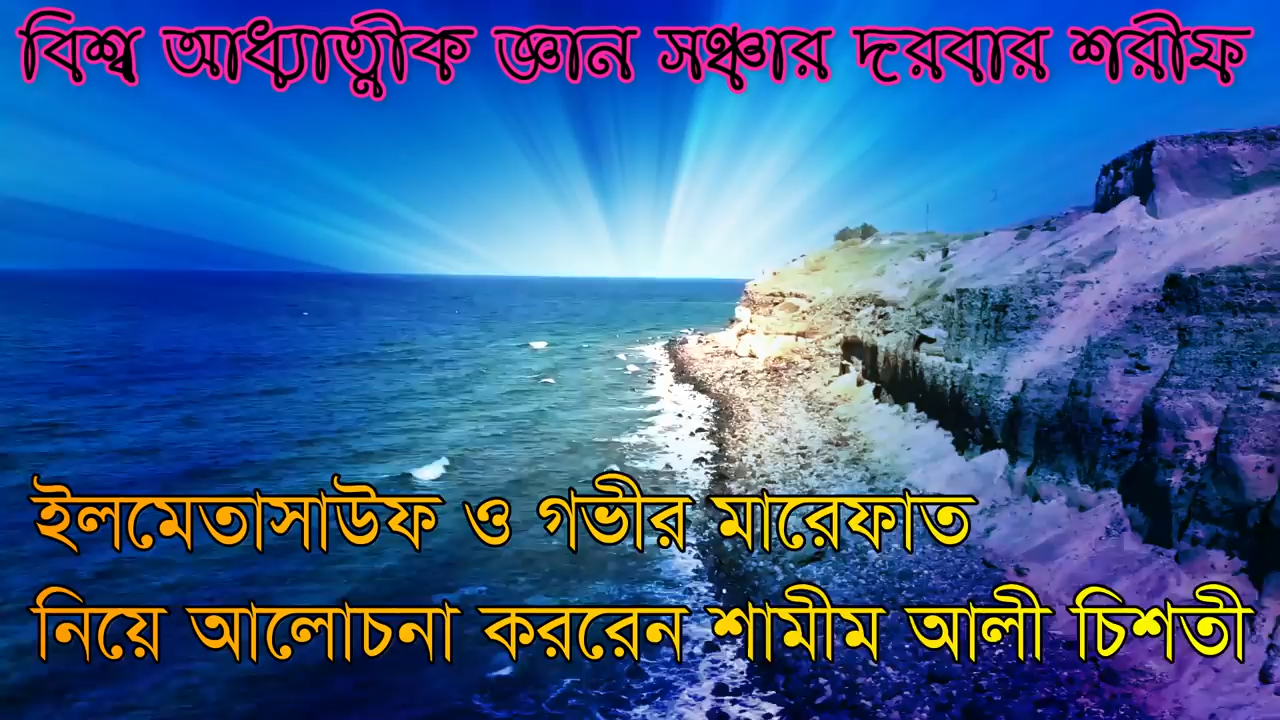 বিশ্ব আধ্যাত্নীক জ্ঞান সঞ্চার দরবার শরীফ
ইলমেতাসাউফ ও গভীর মারেফাত
নিয়ে আলোচনা কররেন শামীম আলী চিশতী